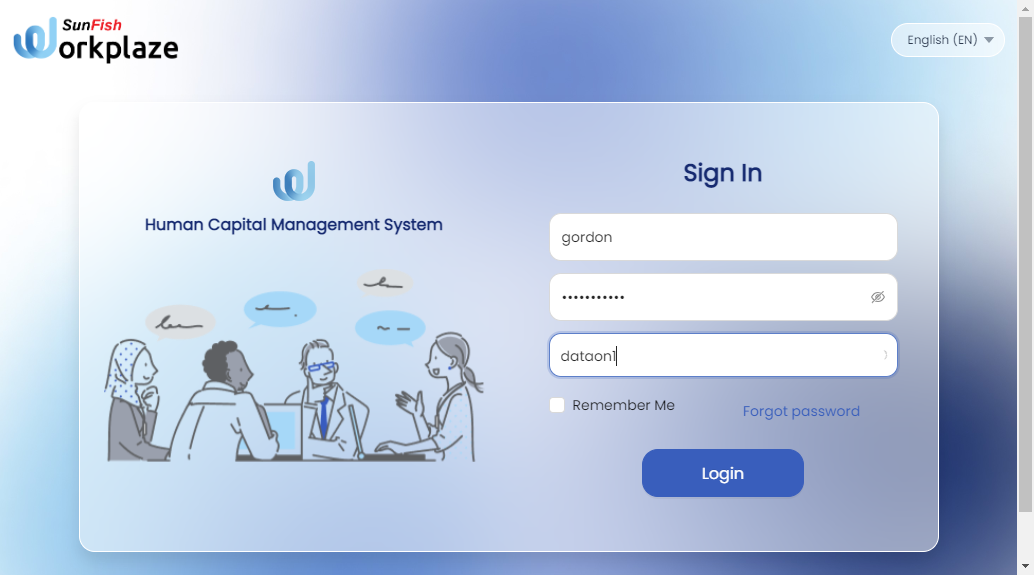 SunFish
Workplaze
English (EN)
Human Capital Management System
Sign In
gordon
•••••••••••
dataon1
Remember Me
Forgot password
Login